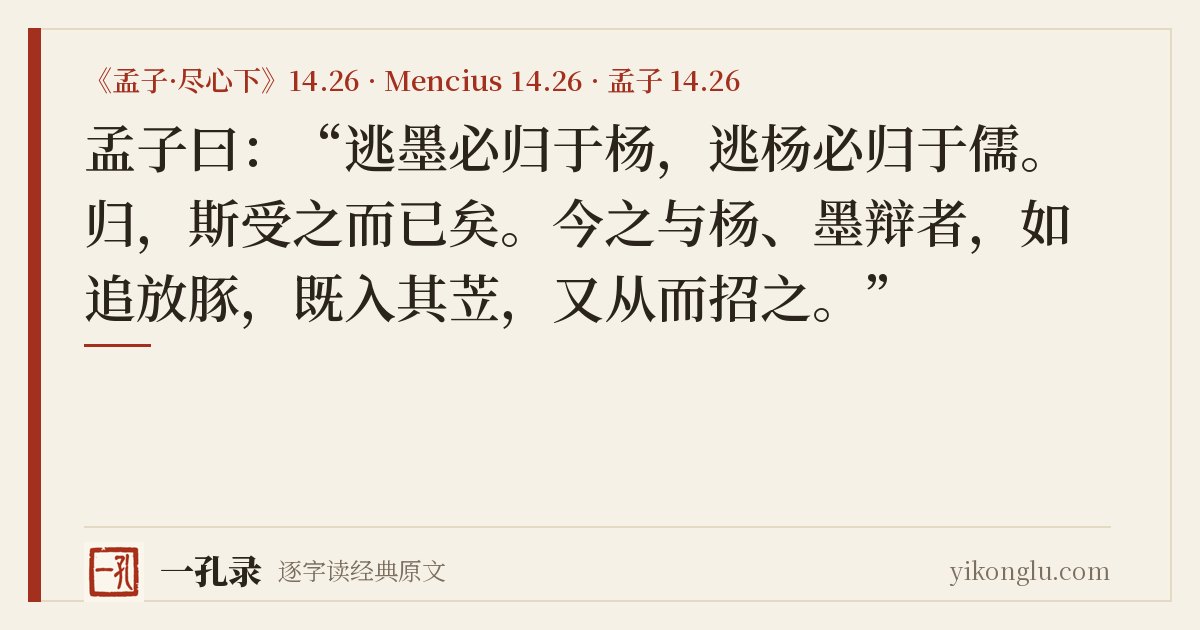 《孟子·尽心下》14.26 · Mencius 14.26 · 孟子 14.26
孟子曰：“逃墨必归于杨，逃杨必归于儒。
归，斯受之而已矣。今之与杨、墨辩者，如
追放豚，既入其苙，又从而招之。”
一孔
一孔录 逐字读经典原文
yikonglu.com